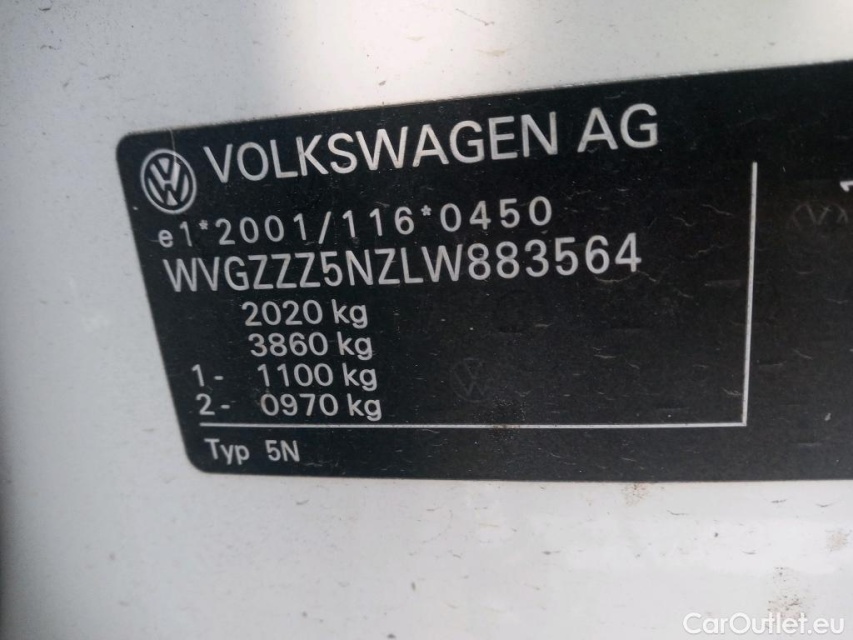 VOLKSWAGEN AG
e1*2001/116*0450
WVGZZZ5NZLW883564
2020 kg
3860 kg
1- 1100 kg
2- 0970 kg
Typ 5N
1
CarOutlet.eu